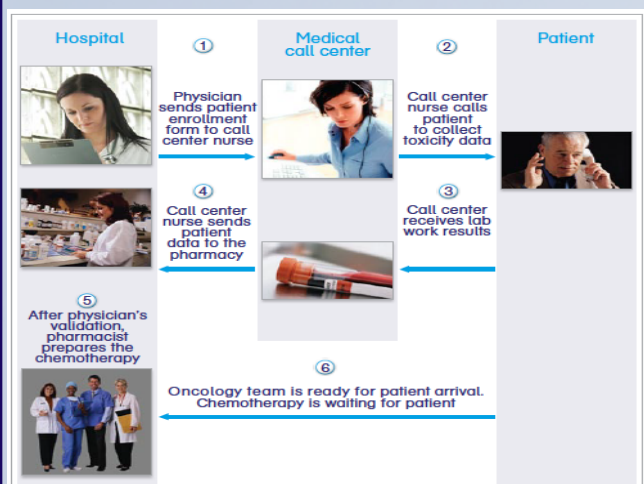 Hospital
1
Medical
call center
2
Patient
Physician
sends patient
enrollment
form to call
center nurse
Call center
nurse calls
patient
to collect
toxicity data
4
Call center
nurse sends
patient
data to the
pharmacy
3
Call center
receives lab
work results
5
After physician's
validation,
pharmacist
prepares the
chemotherapy
6
Oncology team is ready for patient arrival.
Chemotherapy is waiting for patient